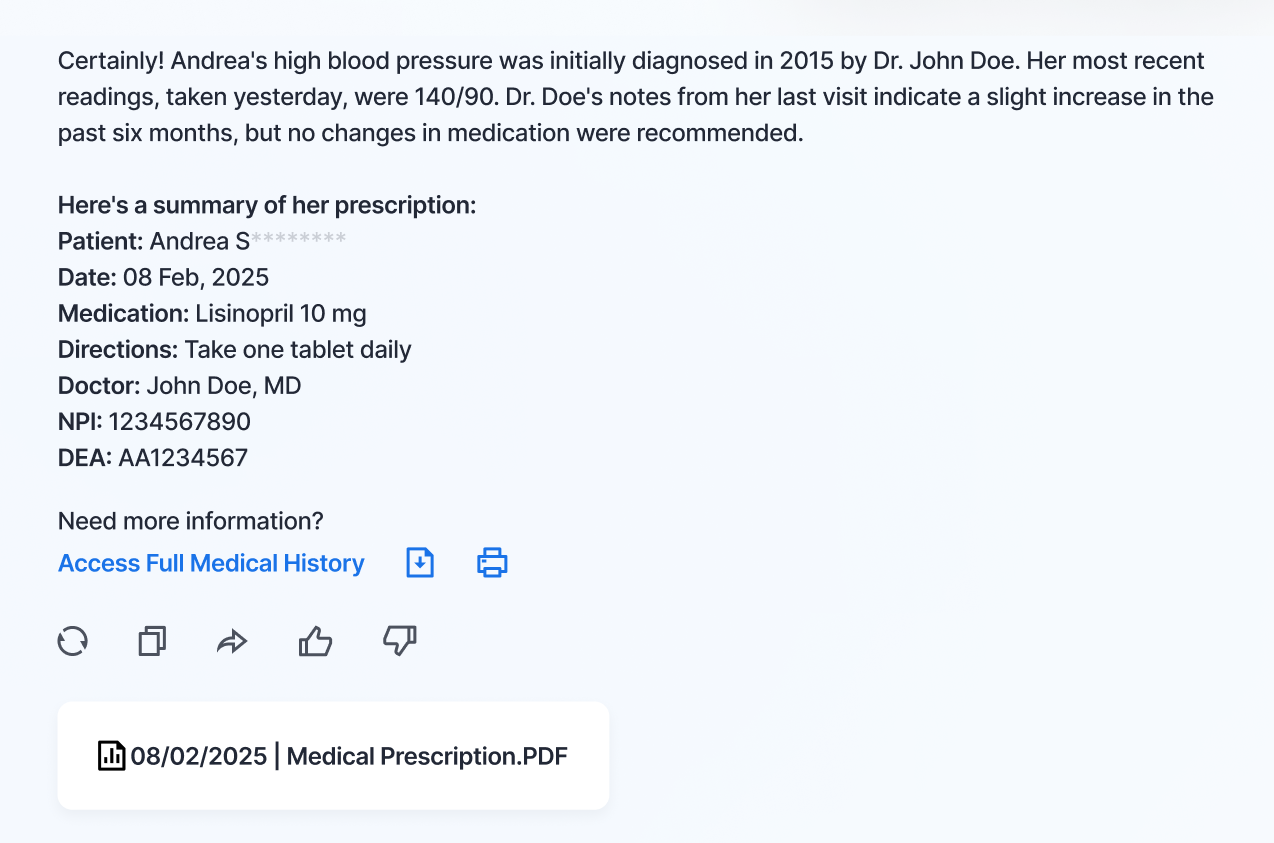 Certainly! Andrea's high blood pressure was initially diagnosed in 2015 by Dr. John Doe. Her most recent
readings, taken yesterday, were 140/90. Dr. Doe's notes from her last visit indicate a slight increase in the
past six months, but no changes in medication were recommended.
Here's a summary of her prescription:
Patient: Andrea S********
Date: 08 Feb, 2025
Medication: Lisinopril 10 mg
Directions: Take one tablet daily
Doctor: John Doe, MD
NPI: 1234567890
DEA: AA1234567
Need more information?
Access Full Medical History
08/02/2025 | Medical Prescription.PDF